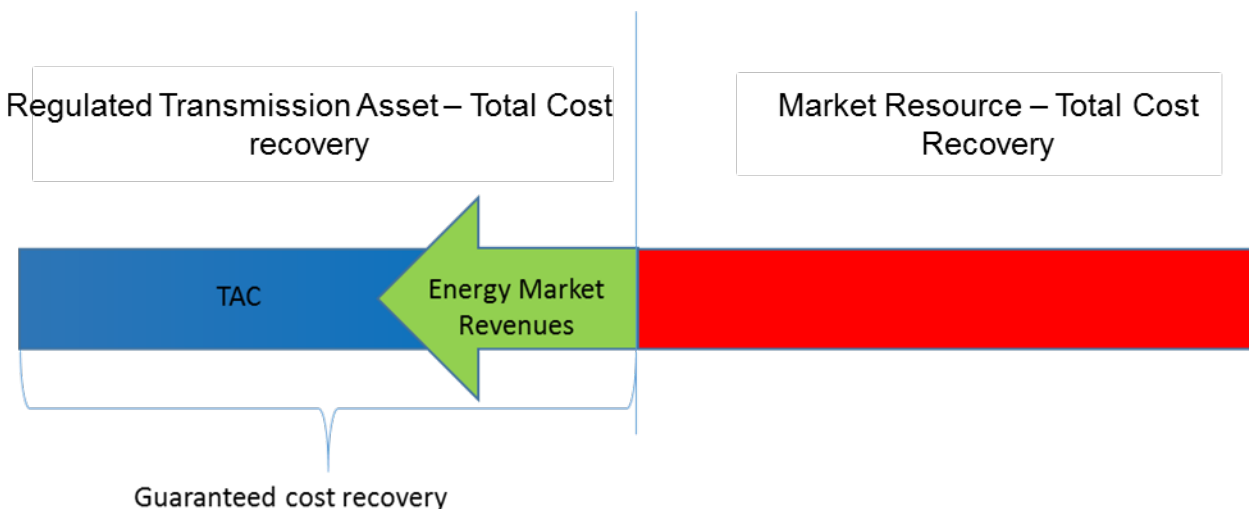 Regulated Transmission Asset – Total Cost
recovery
Market Resource – Total Cost
Recovery
TAC
Energy Market
Revenues
Guaranteed cost recovery